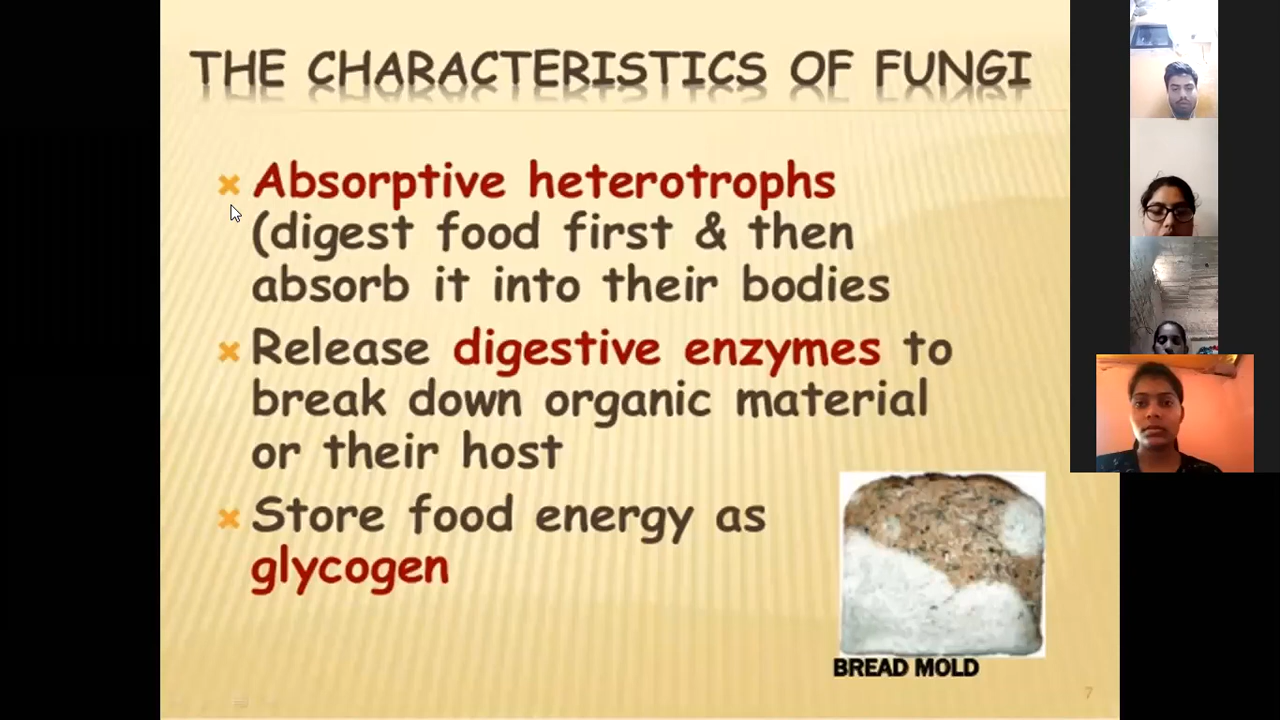 THE CHARACTERISTICS OF FUNGI
Absorptive heterotrophs
(digest food first & then
absorb it into their bodies
Release digestive enzymes to
break down organic material
or their host
Store food energy as
glycogen
BREAD MOLD
7